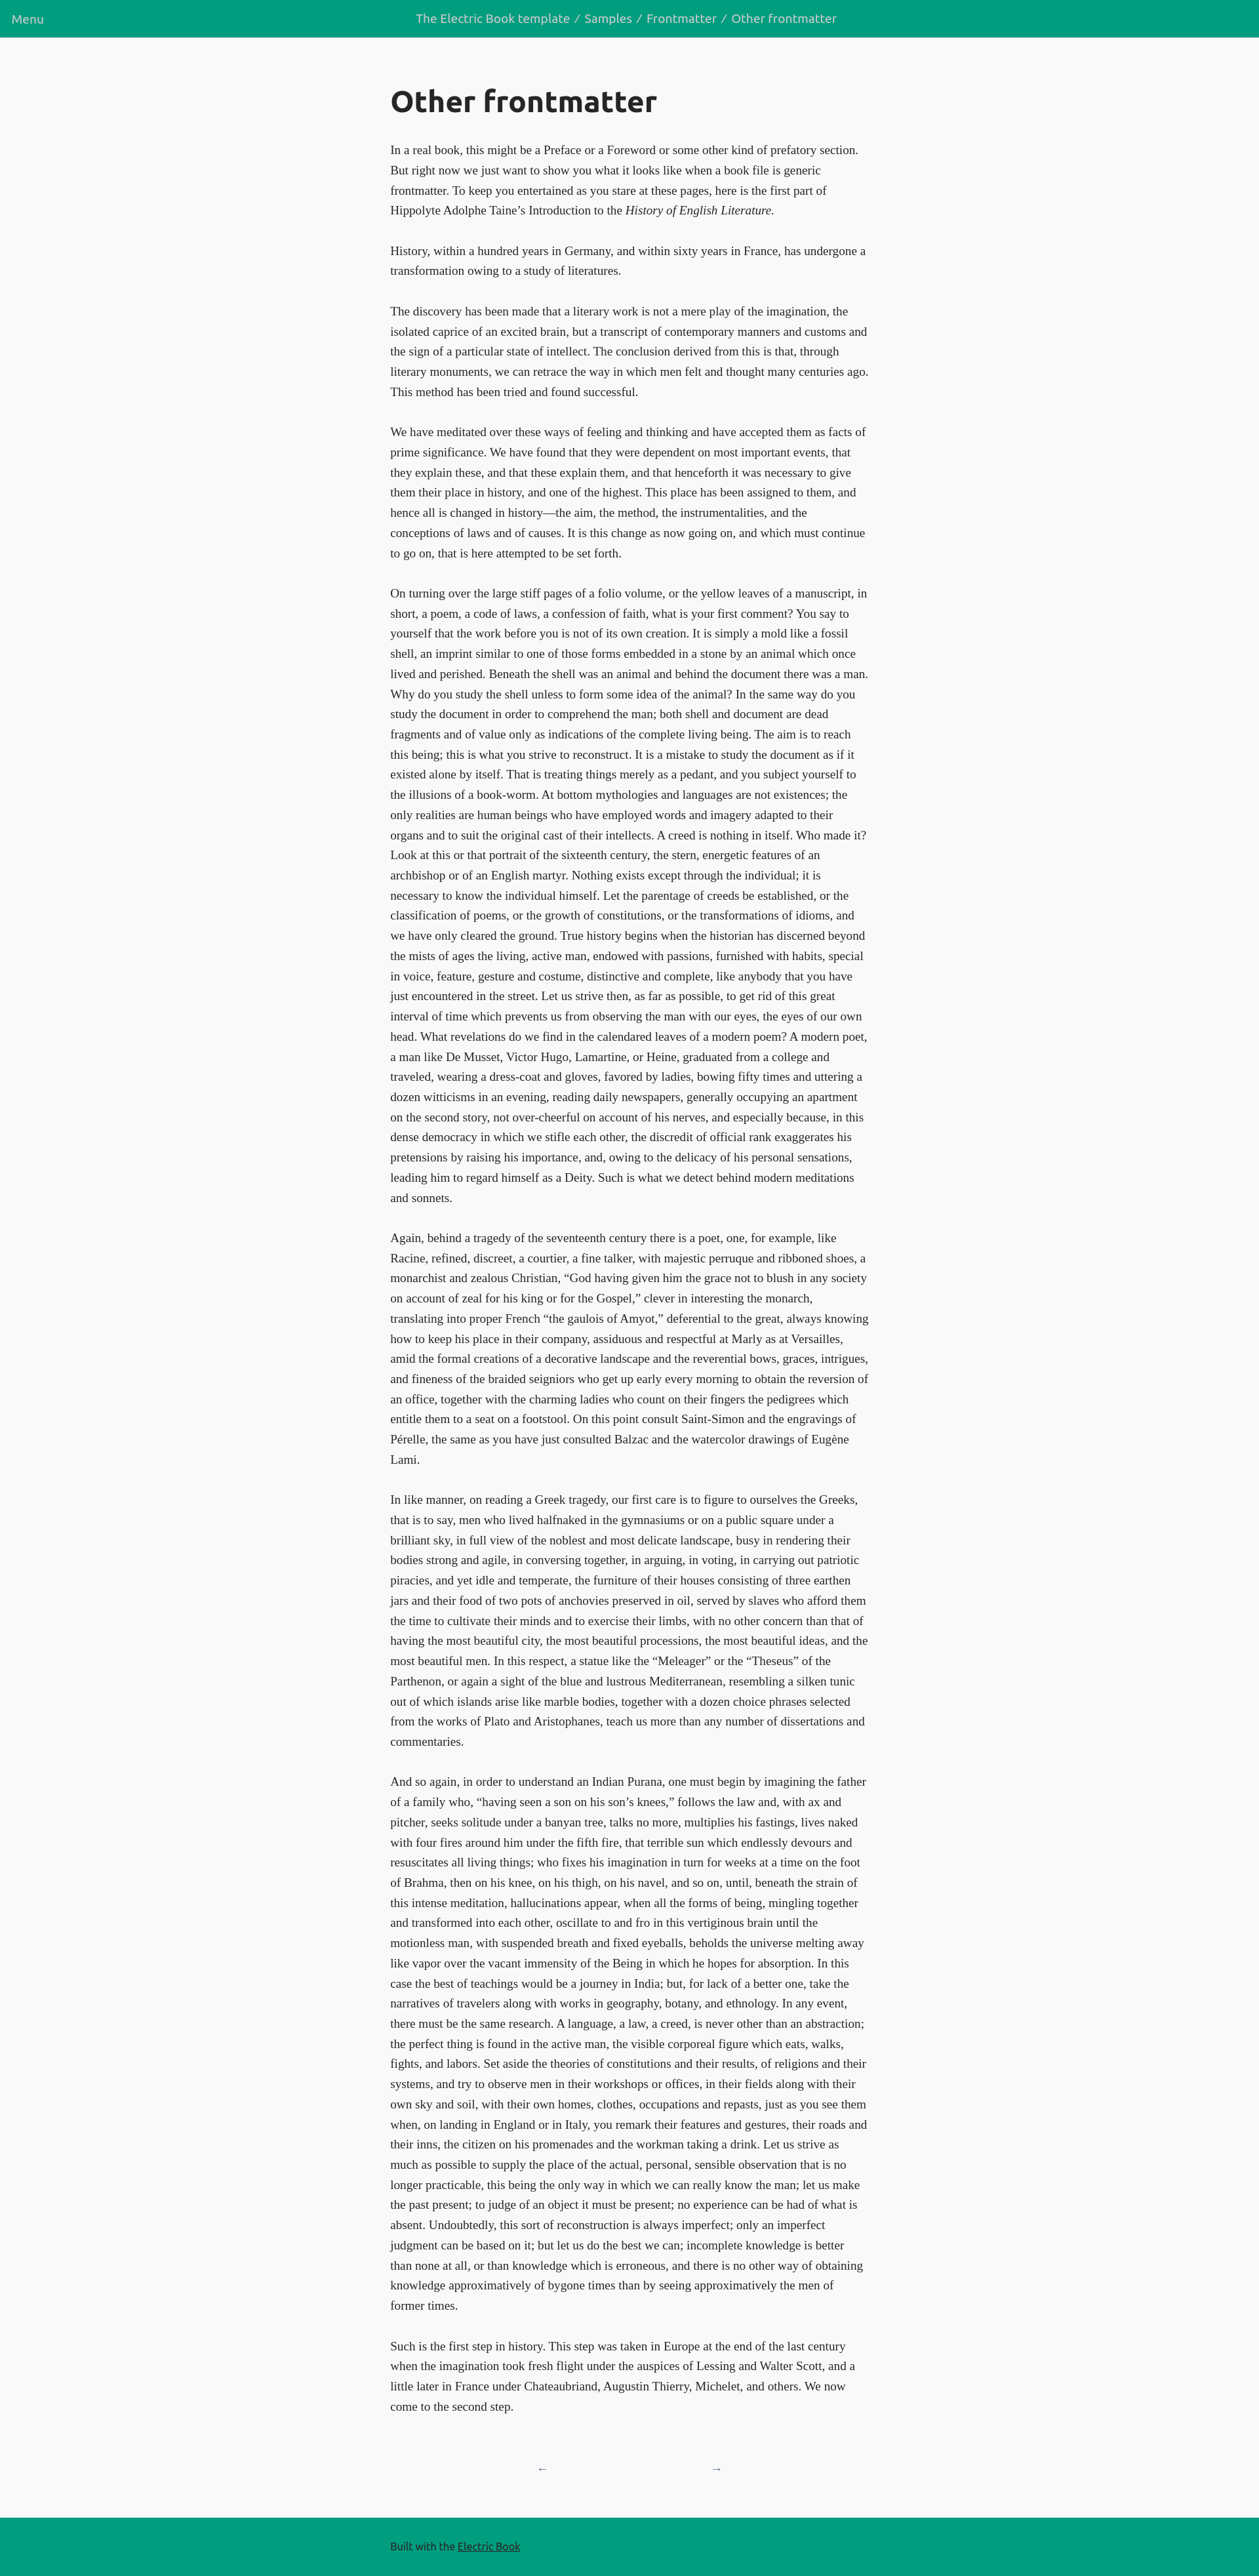 Menu
The Electric Book template / Samples / Frontmatter / Other frontmatter
Other frontmatter
In a real book, this might be a Preface or a Foreword or some other kind of prefatory section.
But right now we just want to show you what it looks like when a book file is generic
frontmatter. To keep you entertained as you stare at these pages, here is the first part of
Hippolyte Adolphe Taine’s Introduction to the History of English Literature.
History, within a hundred years in Germany, and within sixty years in France, has undergone a
transformation owing to a study of literatures.
The discovery has been made that a literary work is not a mere play of the imagination, the
isolated caprice of an excited brain, but a transcript of contemporary manners and customs and
the sign of a particular state of intellect. The conclusion derived from this is that, through
literary monuments, we can retrace the way in which men felt and thought many centuries ago.
This method has been tried and found successful.
We have meditated over these ways of feeling and thinking and have accepted them as facts of
prime significance. We have found that they were dependent on most important events, that
they explain these, and that these explain them, and that henceforth it was necessary to give
them their place in history, and one of the highest. This place has been assigned to them, and
hence all is changed in history—the aim, the method, the instrumentalities, and the
conceptions of laws and of causes. It is this change as now going on, and which must continue
to go on, that is here attempted to be set forth.
On turning over the large stiff pages of a folio volume, or the yellow leaves of a manuscript, in
short, a poem, a code of laws, a confession of faith, what is your first comment? You say to
yourself that the work before you is not of its own creation. It is simply a mold like a fossil
shell, an imprint similar to one of those forms embedded in a stone by an animal which once
lived and perished. Beneath the shell was an animal and behind the document there was a man.
Why do you study the shell unless to form some idea of the animal? In the same way do you
study the document in order to comprehend the man; both shell and document are dead
fragments and of value only as indications of the complete living being. The aim is to reach
this being; this is what you strive to reconstruct. It is a mistake to study the document as if it
existed alone by itself. That is treating things merely as a pedant, and you subject yourself to
the illusions of a book-worm. At bottom mythologies and languages are not existences; the
only realities are human beings who have employed words and imagery adapted to their
organs and to suit the original cast of their intellects. A creed is nothing in itself. Who made it?
Look at this or that portrait of the sixteenth century, the stern, energetic features of an
archbishop or of an English martyr. Nothing exists except through the individual; it is
necessary to know the individual himself. Let the parentage of creeds be established, or the
classification of poems, or the growth of constitutions, or the transformations of idioms, and
we have only cleared the ground. True history begins when the historian has discerned beyond
the mists of ages the living, active man, endowed with passions, furnished with habits, special
in voice, feature, gesture and costume, distinctive and complete, like anybody that you have
just encountered in the street. Let us strive then, as far as possible, to get rid of this great
interval of time which prevents us from observing the man with our eyes, the eyes of our own
head. What revelations do we find in the calendared leaves of a modern poem? A modern poet,
a man like De Musset, Victor Hugo, Lamartine, or Heine, graduated from a college and
traveled, wearing a dress-coat and gloves, favored by ladies, bowing fifty times and uttering a
dozen witticisms in an evening, reading daily newspapers, generally occupying an apartment
on the second story, not over-cheerful on account of his nerves, and especially because, in this
dense democracy in which we stifle each other, the discredit of official rank exaggerates his
pretensions by raising his importance, and, owing to the delicacy of his personal sensations,
leading him to regard himself as a Deity. Such is what we detect behind modern meditations
and sonnets.
Again, behind a tragedy of the seventeenth century there is a poet, one, for example, like
Racine, refined, discreet, a courtier, a fine talker, with majestic perruque and ribboned shoes, a
monarchist and zealous Christian, “God having given him the grace not to blush in any society
on account of zeal for his king or for the Gospel,” clever in interesting the monarch,
translating into proper French “the gaulois of Amyot,” deferential to the great, always knowing
how to keep his place in their company, assiduous and respectful at Marly as at Versailles,
amid the formal creations of a decorative landscape and the reverential bows, graces, intrigues,
and fineness of the braided seigniors who get up early every morning to obtain the reversion of
an office, together with the charming ladies who count on their fingers the pedigrees which
entitle them to a seat on a footstool. On this point consult Saint-Simon and the engravings of
Pérelle, the same as you have just consulted Balzac and the watercolor drawings of Eugène
Lami.
In like manner, on reading a Greek tragedy, our first care is to figure to ourselves the Greeks,
that is to say, men who lived halfnaked in the gymnasiums or on a public square under a
brilliant sky, in full view of the noblest and most delicate landscape, busy in rendering their
bodies strong and agile, in conversing together, in arguing, in voting, in carrying out patriotic
piracies, and yet idle and temperate, the furniture of their houses consisting of three earthen
jars and their food of two pots of anchovies preserved in oil, served by slaves who afford them
the time to cultivate their minds and to exercise their limbs, with no other concern than that of
having the most beautiful city, the most beautiful processions, the most beautiful ideas, and the
most beautiful men. In this respect, a statue like the “Meleager” or the “Theseus” of the
Parthenon, or again a sight of the blue and lustrous Mediterranean, resembling a silken tunic
out of which islands arise like marble bodies, together with a dozen choice phrases selected
from the works of Plato and Aristophanes, teach us more than any number of dissertations and
commentaries.
And so again, in order to understand an Indian Purana, one must begin by imagining the father
of a family who, “having seen a son on his son’s knees,” follows the law and, with ax and
pitcher, seeks solitude under a banyan tree, talks no more, multiplies his fastings, lives naked
with four fires around him under the fifth fire, that terrible sun which endlessly devours and
resuscitates all living things; who fixes his imagination in turn for weeks at a time on the foot
of Brahma, then on his knee, on his thigh, on his navel, and so on, until, beneath the strain of
this intense meditation, hallucinations appear, when all the forms of being, mingling together
and transformed into each other, oscillate to and fro in this vertiginous brain until the
motionless man, with suspended breath and fixed eyeballs, beholds the universe melting away
like vapor over the vacant immensity of the Being in which he hopes for absorption. In this
case the best of teachings would be a journey in India; but, for lack of a better one, take the
narratives of travelers along with works in geography, botany, and ethnology. In any event,
there must be the same research. A language, a law, a creed, is never other than an abstraction;
the perfect thing is found in the active man, the visible corporeal figure which eats, walks,
fights, and labors. Set aside the theories of constitutions and their results, of religions and their
systems, and try to observe men in their workshops or offices, in their fields along with their
own sky and soil, with their own homes, clothes, occupations and repasts, just as you see them
when, on landing in England or in Italy, you remark their features and gestures, their roads and
their inns, the citizen on his promenades and the workman taking a drink. Let us strive as
much as possible to supply the place of the actual, personal, sensible observation that is no
longer practicable, this being the only way in which we can really know the man; let us make
the past present; to judge of an object it must be present; no experience can be had of what is
absent. Undoubtedly, this sort of reconstruction is always imperfect; only an imperfect
judgment can be based on it; but let us do the best we can; incomplete knowledge is better
than none at all, or than knowledge which is erroneous, and there is no other way of obtaining
knowledge approximatively of bygone times than by seeing approximatively the men of
former times.
Such is the first step in history. This step was taken in Europe at the end of the last century
when the imagination took fresh flight under the auspices of Lessing and Walter Scott, and a
little later in France under Chateaubriand, Augustin Thierry, Michelet, and others. We now
come to the second step.
← →
Built with the Electric Book